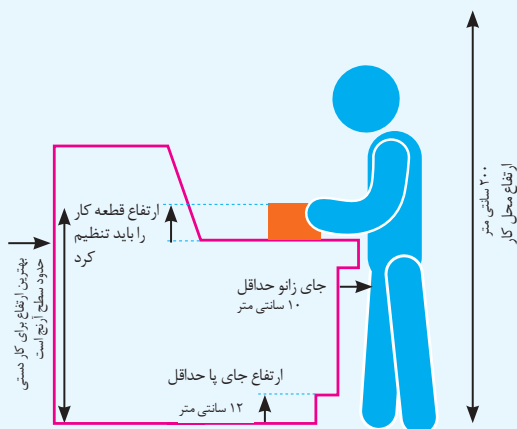 ارتفاع محل کار
۲۰۰ سانتی متر
ارتفاع قطعه کار
را باید تنظیم
کرد
بهترین ارتفاع برای کار دستی
حدود سطح آرنج است
جای زانو حداقل
۱۰ سانتی متر
ارتفاع جای پا حداقل
۱۲ سانتی متر